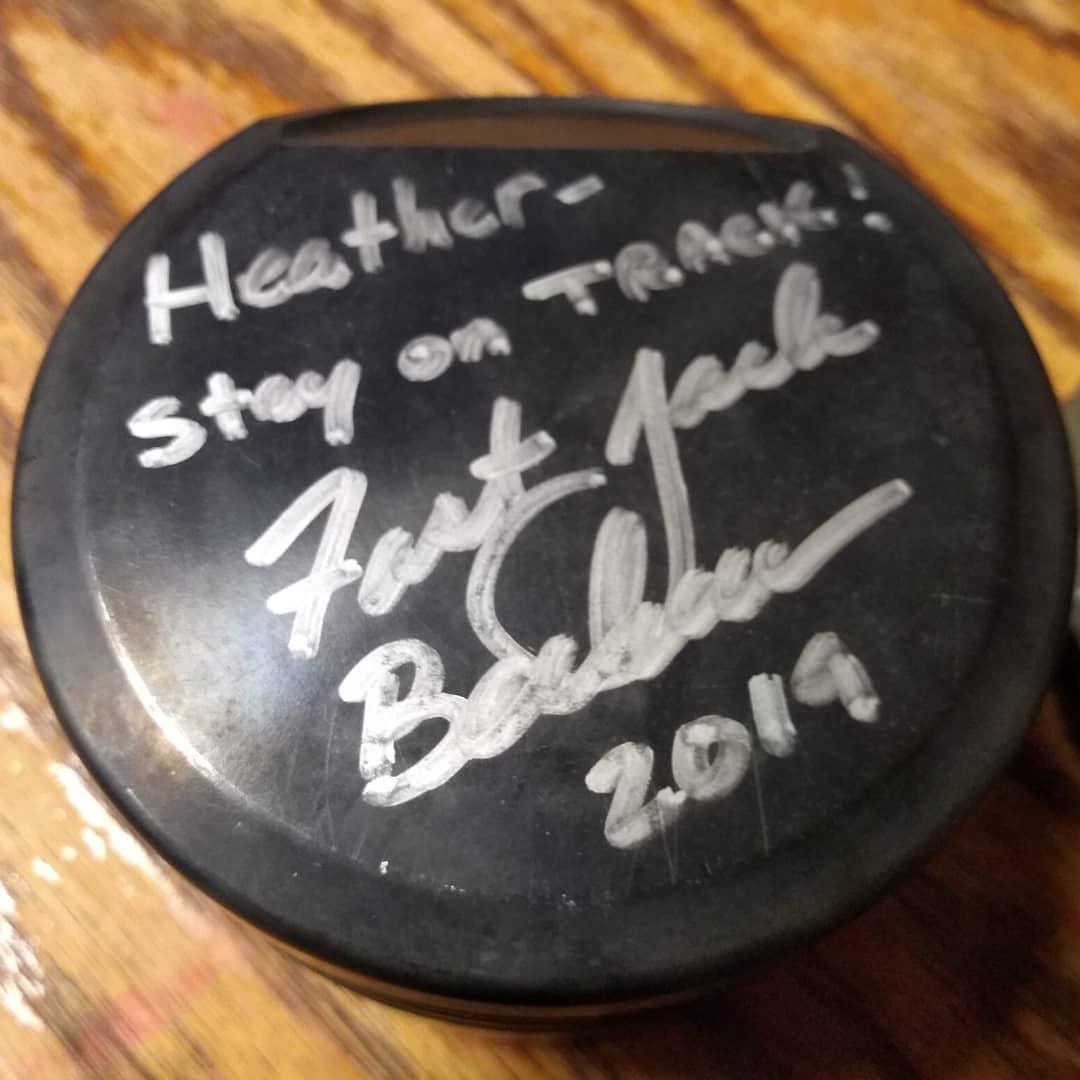 Heather-
Stay on TRACK!
Fast Jack
2019